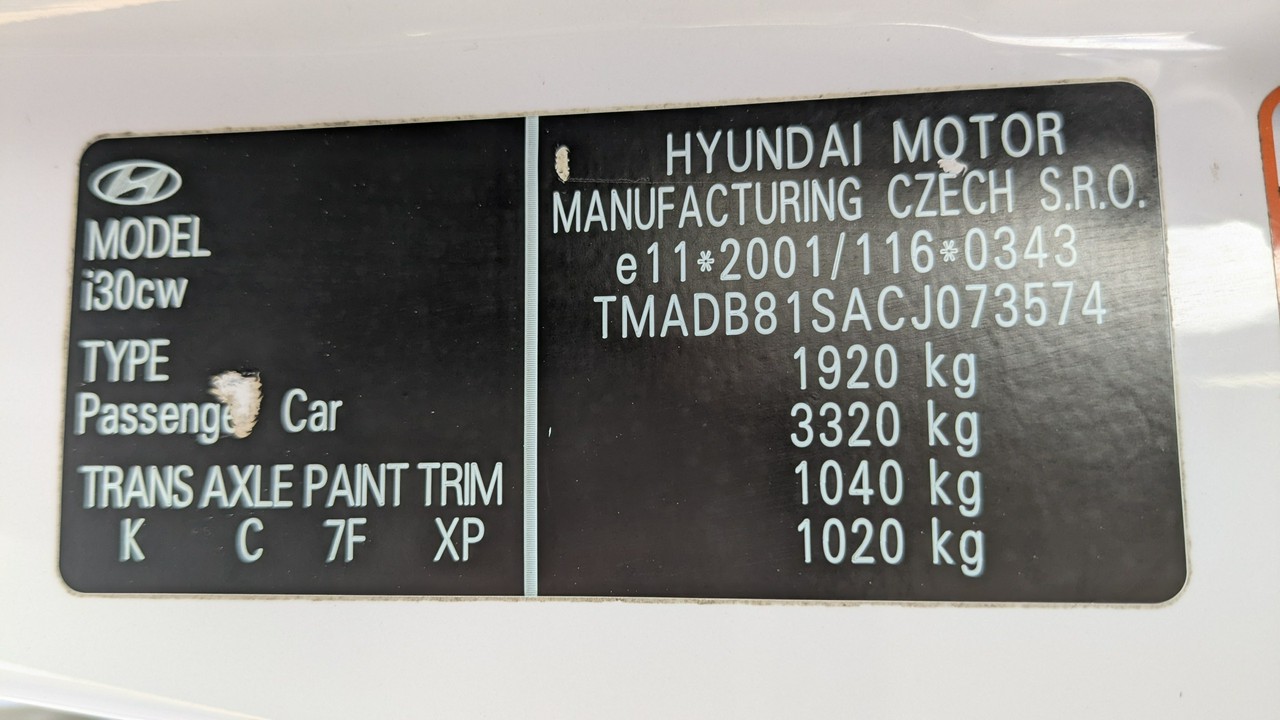 MODEL
i30cw
TYPE
Passenger Car
TRANS AXLE PAINT TRIM
K C 7F XP
HYUNDAI MOTOR
MANUFACTURING CZECH S.R.O.
e11*2001/116*0343
TMADB81SACJ073574
1920 kg
3320 kg
1040 kg
1020 kg